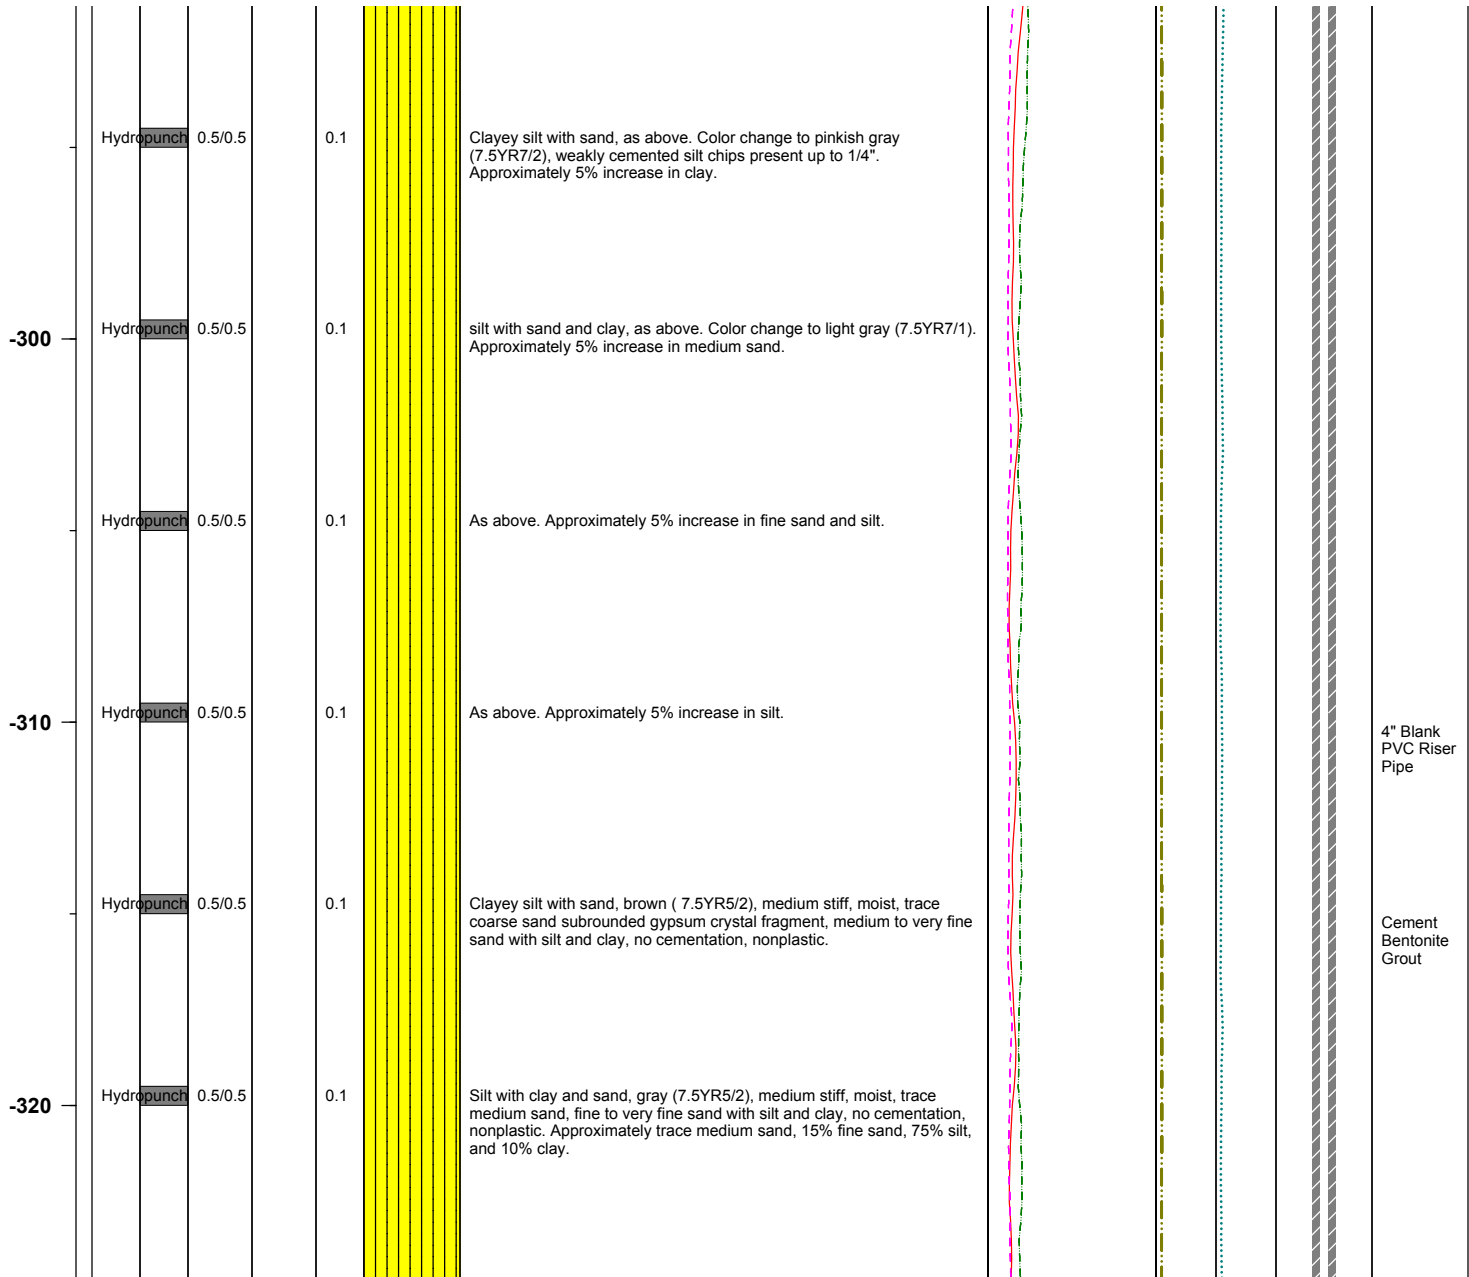 Hydropunch 0.5/0.5 0.1 Clayey silt with sand, as above. Color change to pinkish gray
(7.5YR7/2), weakly cemented silt chips present up to 1/4".
Approximately 5% increase in clay.
-300 Hydropunch 0.5/0.5 0.1 silt with sand and clay, as above. Color change to light gray (7.5YR7/1).
Approximately 5% increase in medium sand.
Hydropunch 0.5/0.5 0.1 As above. Approximately 5% increase in fine sand and silt.
-310 Hydropunch 0.5/0.5 0.1 As above. Approximately 5% increase in silt.
4" Blank
PVC Riser
Pipe
Hydropunch 0.5/0.5 0.1 Clayey silt with sand, brown ( 7.5YR5/2), medium stiff, moist, trace
coarse sand subrounded gypsum crystal fragment, medium to very fine
sand with silt and clay, no cementation, nonplastic.
Cement
Bentonite
Grout
-320 Hydropunch 0.5/0.5 0.1 Silt with clay and sand, gray (7.5YR5/2), medium stiff, moist, trace
medium sand, fine to very fine sand with silt and clay, no cementation,
nonplastic. Approximately trace medium sand, 15% fine sand, 75% silt,
and 10% clay.